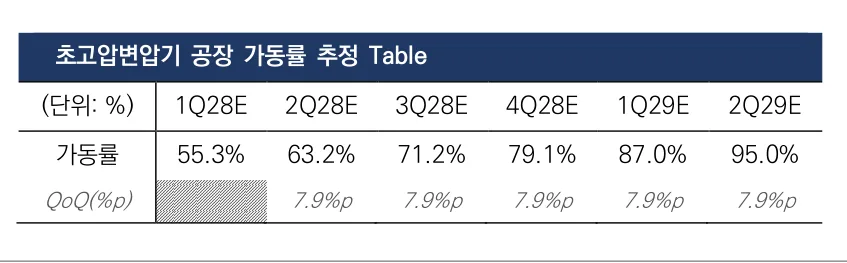 초고압변압기 공장 가동률 추정 Table
(단위: %) 1Q28E 2Q28E 3Q28E 4Q28E 1Q29E 2Q29E
가동률 55.3% 63.2% 71.2% 79.1% 87.0% 95.0%
QoQ(%p) 7.9%p 7.9%p 7.9%p 7.9%p 7.9%p